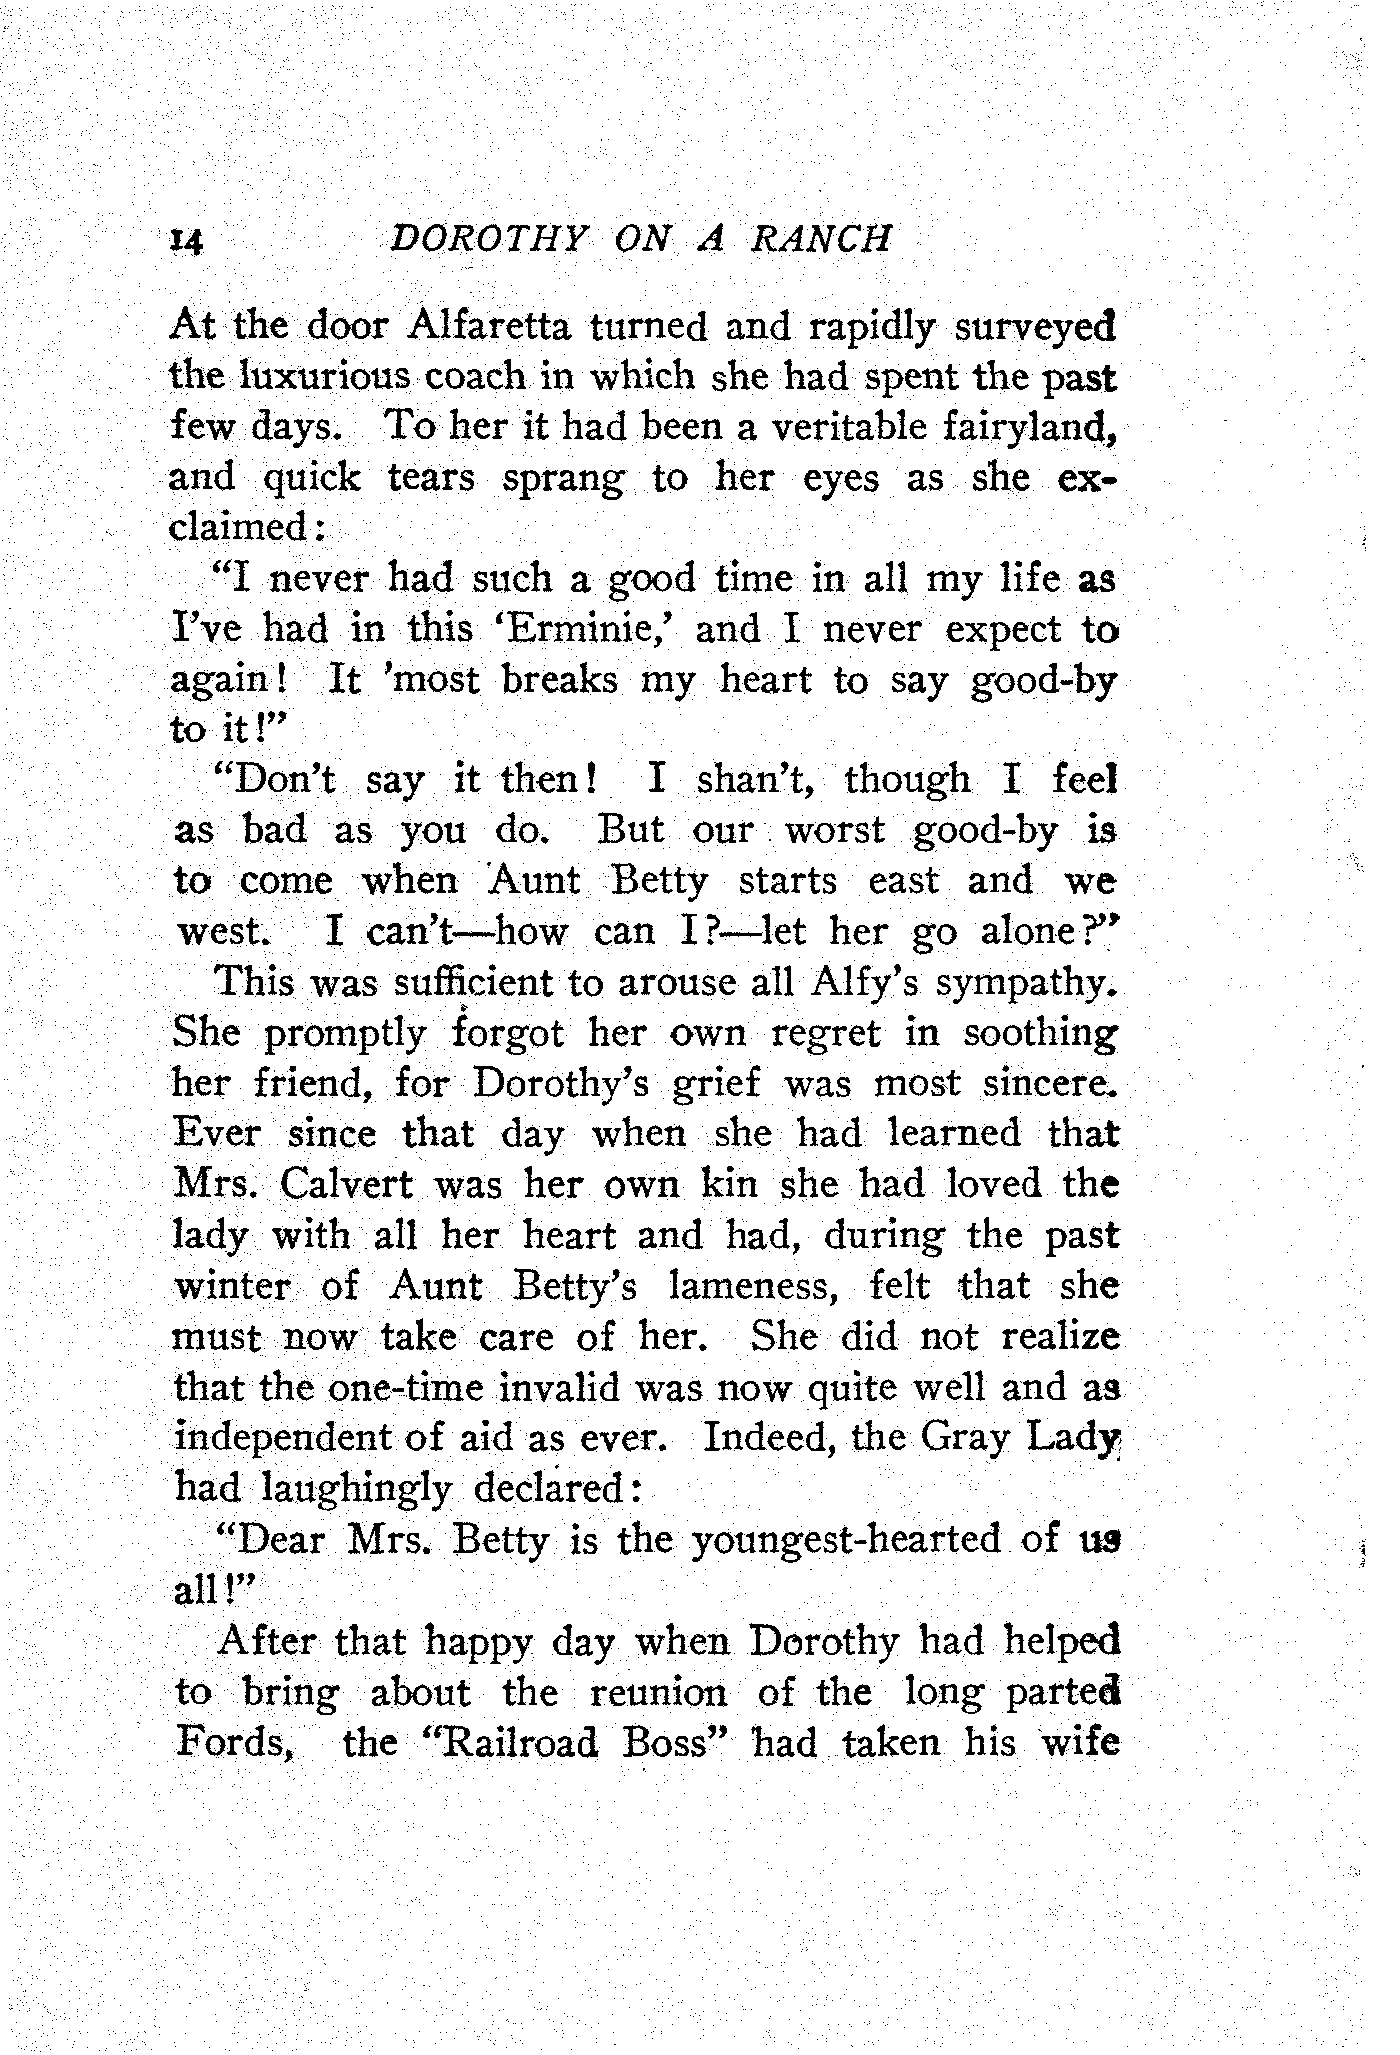 14 DOROTHY ON A RANCH
At the door Alfaretta turned and rapidly surveyed
the luxurious coach in which she had spent the past
few days. To her it had been a veritable fairyland,
and quick tears sprang to her eyes as she ex-
claimed:
“I never had such a good time in all my life as
I’ve had in this ‘Erminie,’ and I never expect to
again! It ’most breaks my heart to say good-by
to it!”
“Don’t say it then! I shan’t, though I feel
as bad as you do. But our worst good-by is
to come when Aunt Betty starts east and we
west. I can’t—how can I?—let her go alone?”
This was sufficient to arouse all Alfy’s sympathy.
She promptly forgot her own regret in soothing
her friend, for Dorothy’s grief was most sincere.
Ever since that day when she had learned that
Mrs. Calvert was her own kin she had loved the
lady with all her heart and had, during the past
winter of Aunt Betty’s lameness, felt that she
must now take care of her. She did not realize
that the one-time invalid was now quite well and as
independent of aid as ever. Indeed, the Gray Lady
had laughingly declared:
“Dear Mrs. Betty is the youngest-hearted of us
all!”
After that happy day when Dorothy had helped
to bring about the reunion of the long parted
Fords, the “Railroad Boss” had taken his wife